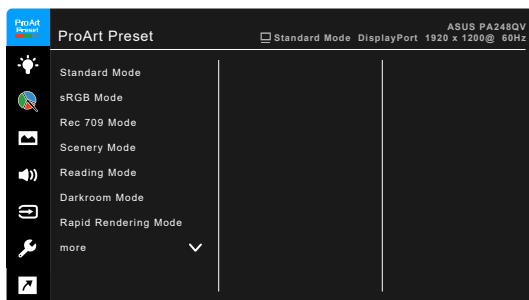 ProArt
Preset
ProArt Preset
ASUS PA248QV
Standard Mode DisplayPort 1920 x 1200@ 60Hz
Standard Mode
sRGB Mode
Rec 709 Mode
Scenery Mode
Reading Mode
Darkroom Mode
Rapid Rendering Mode
more